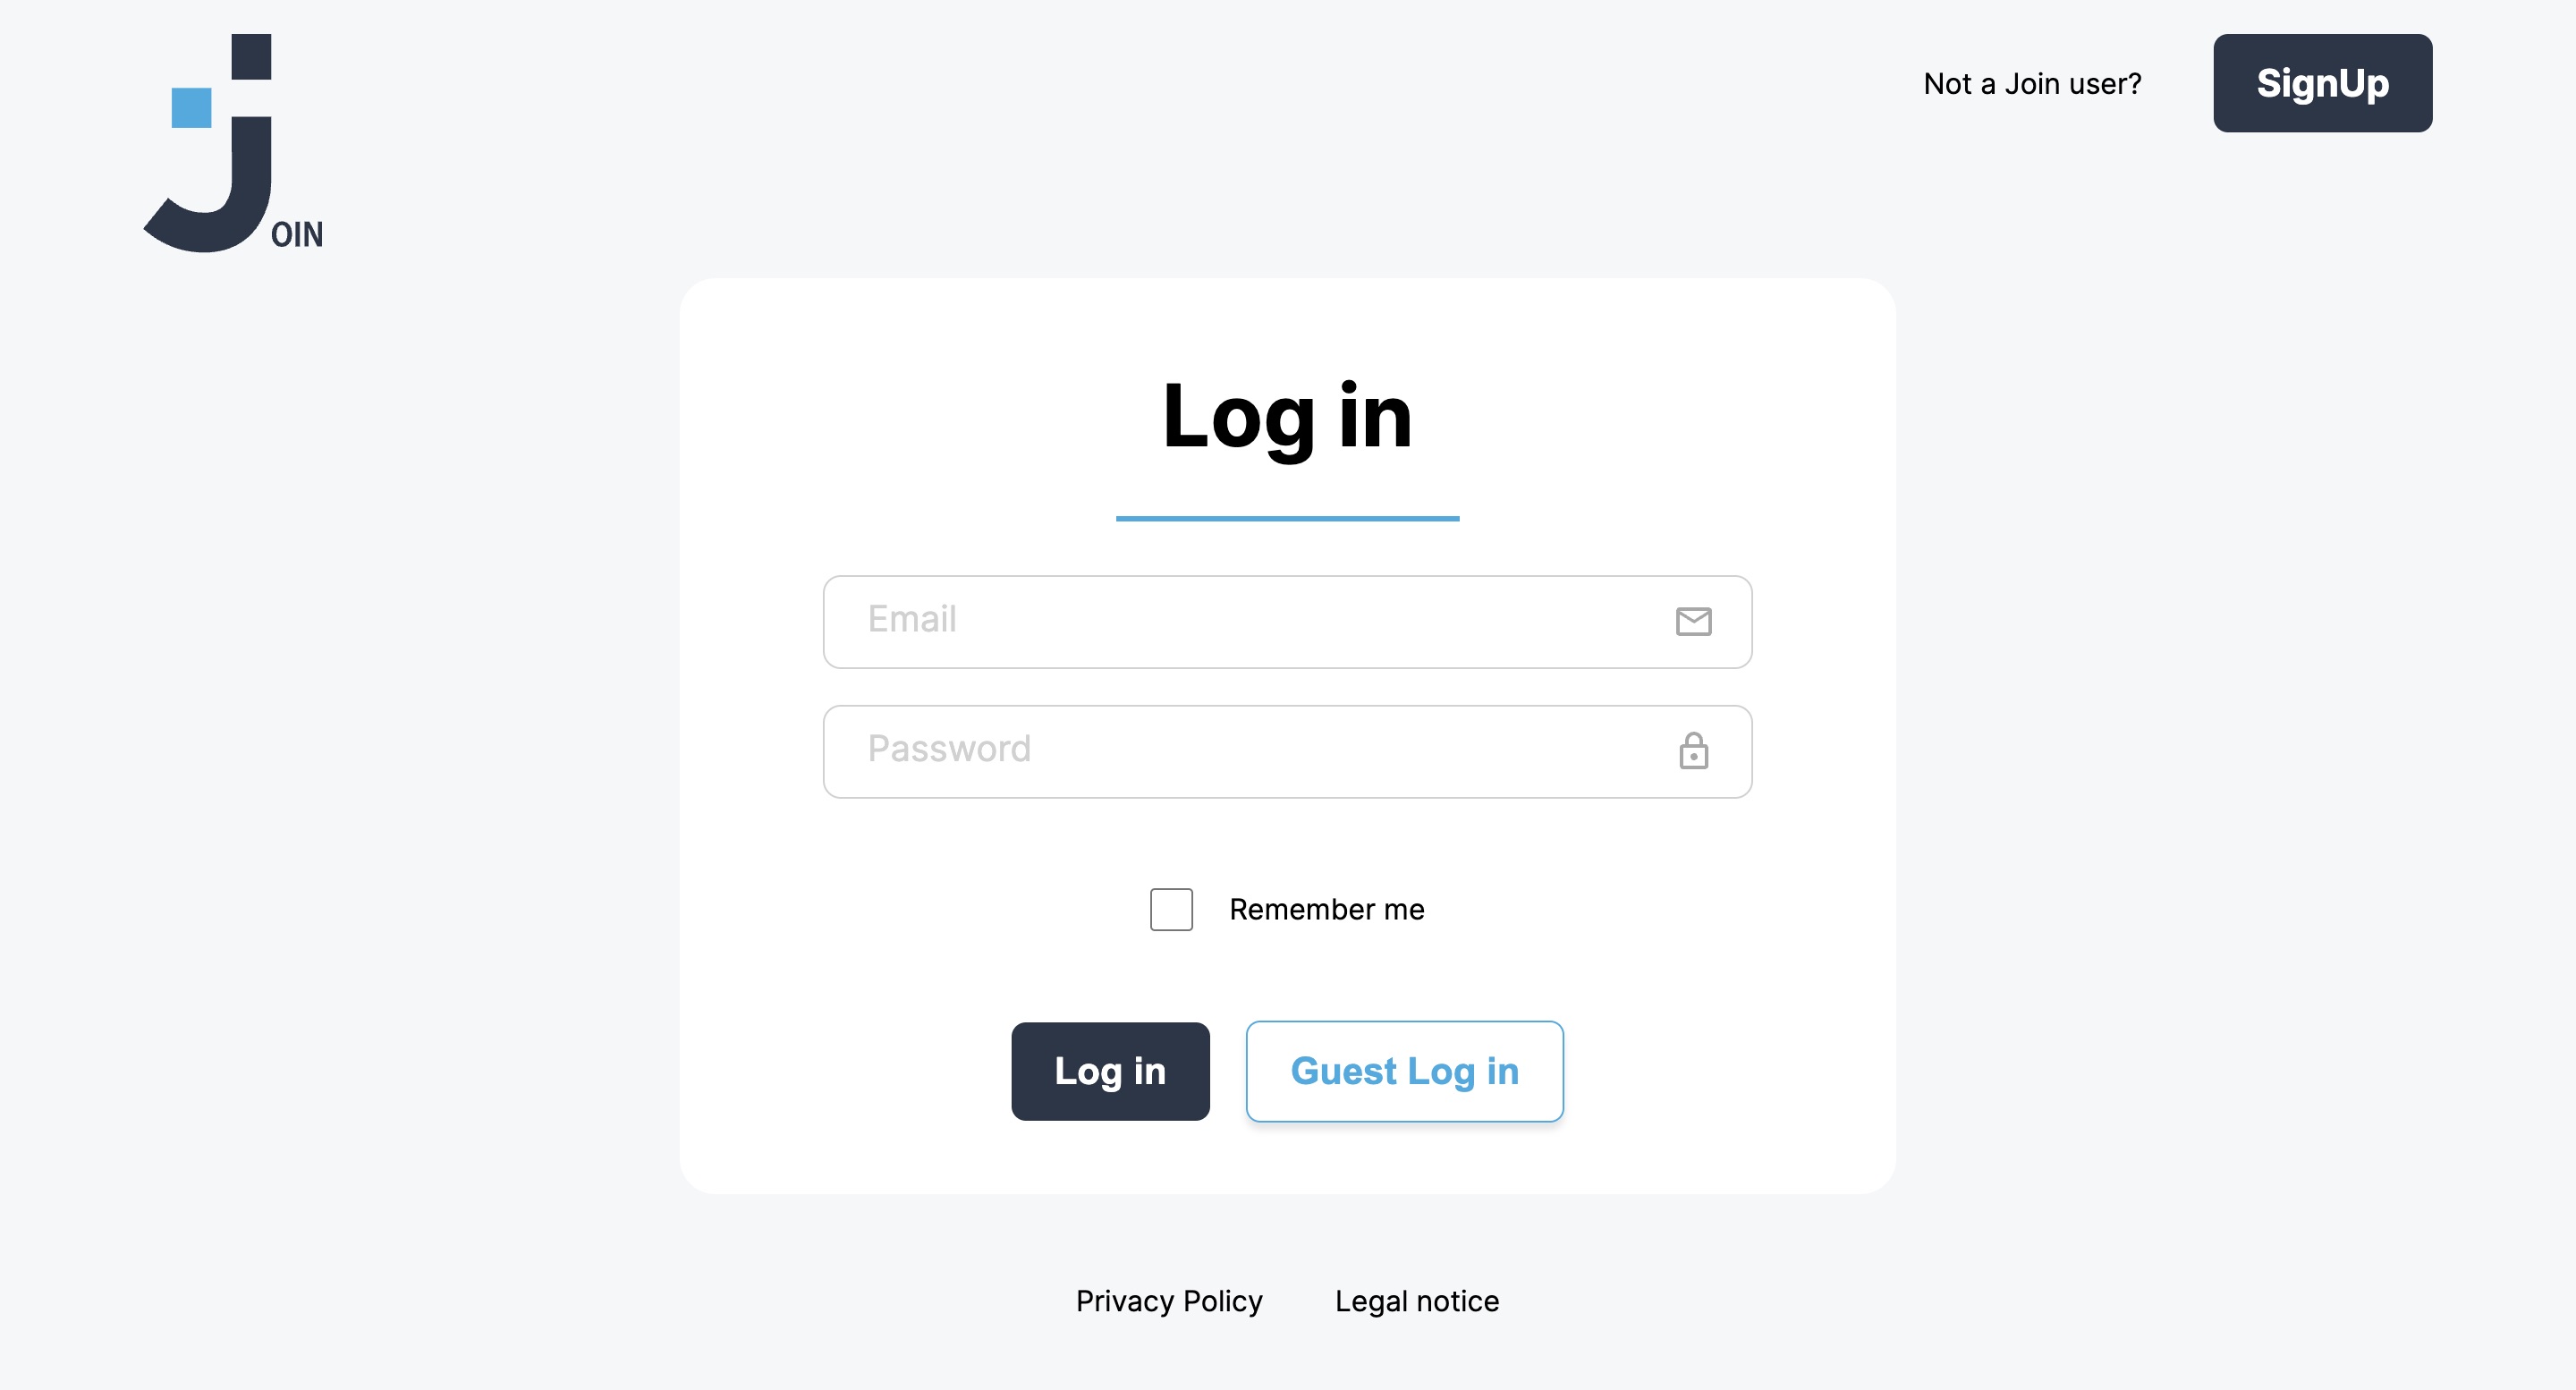 JOIN
Not a Join user?
SignUp
Log in
Email
Password
Remember me
Log in
Guest Log in
Privacy Policy
Legal notice